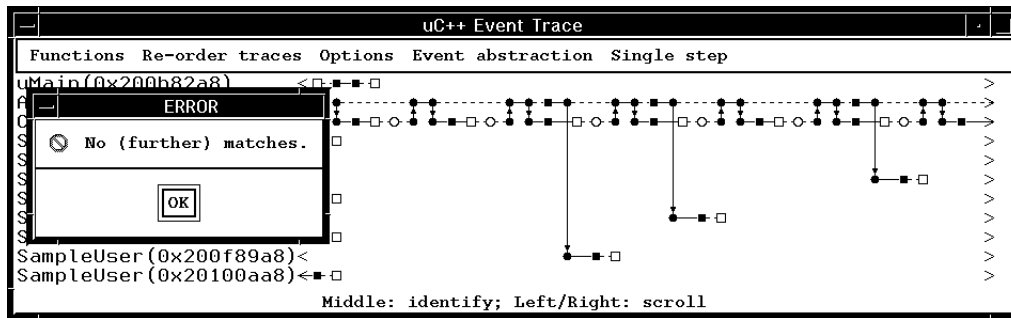 uC++ Event Trace
Functions Re-order traces Options Event abstraction Single step
uMain(0x200b82a8)
ERROR
No (further) matches.
OK
SampleUser(0x200f89a8)
SampleUser(0x20100aa8)
Middle: identify; Left/Right: scroll